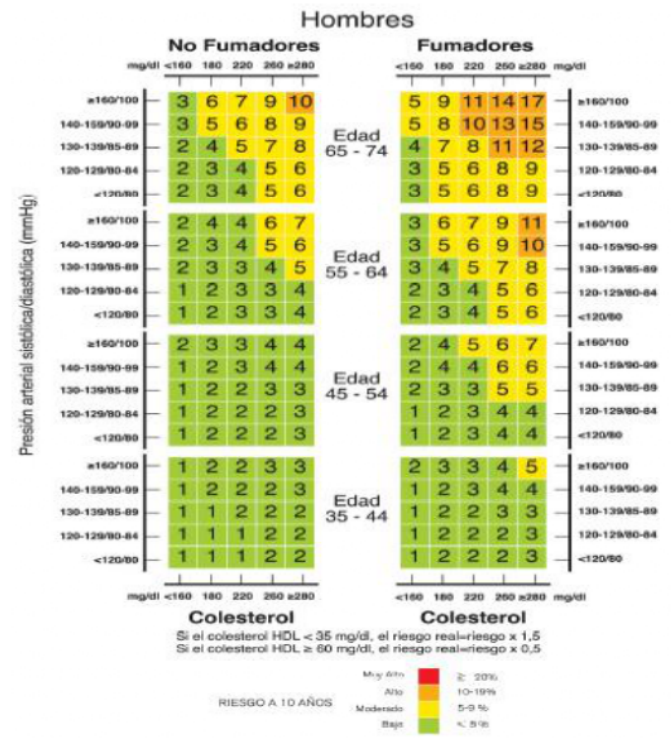 Hombres
No Fumadores Fumadores
mg/dl <160 180 220 260 ≥280 mg/dl <160 180 220 250 ≥280
Presión arterial sistólica/diastólica (mmHg)
≥160/100 3 6 7 9 10 5 9 11 14 17 ≥160/100
140-159/90-99 3 5 6 8 9 5 8 10 13 15 140-159/90-99
Edad
65 - 74
130-139/85-89 2 4 5 7 8 4 7 8 11 12 130-139/85-89
120-129/80-84 2 3 4 5 6 3 5 6 8 9 120-129/80-84
<120/80 2 3 4 5 6 3 5 6 8 9 <120/80
≥160/100 2 4 4 6 7 3 6 7 9 11 ≥160/100
140-159/90-99 2 3 4 5 6 3 5 6 9 10 140-159/90-99
Edad
55 - 64
130-139/85-89 2 3 3 4 5 3 4 5 7 8 130-139/85-89
120-129/80-84 1 2 3 3 4 2 3 4 5 6 120-129/80-84
<120/80 1 2 3 3 4 2 3 4 5 6 <120/80
≥160/100 2 3 3 4 4 2 4 5 6 7 ≥160/100
140-159/90-99 1 2 3 4 4 2 4 4 6 6 140-159/90-99
Edad
45 - 54
130-139/85-89 1 2 2 3 3 2 3 3 5 5 130-139/85-89
120-129/80-84 1 2 2 2 3 1 2 3 4 4 120-129/80-84
<120/80 1 2 2 2 3 1 2 3 4 4 <120/80
≥160/100 1 2 2 3 3 2 3 3 4 5 ≥160/100
140-159/90-99 1 2 2 2 3 1 2 3 4 4 140-159/90-99
Edad
35 - 44
130-139/85-89 1 1 2 2 2 1 2 2 3 3 130-139/85-89
120-129/80-84 1 1 1 2 2 1 2 2 2 3 120-129/80-84
<120/80 1 1 1 2 2 1 2 2 2 3 <120/80
mg/dl <160 180 220 260 ≥280 mg/dl <160 180 220 250 ≥280
Colesterol Colesterol
Si el colesterol HDL < 35 mg/dl, el riesgo real=riesgo x 1,5
Si el colesterol HDL ≥ 60 mg/dl, el riesgo real=riesgo x 0,5
RIESGO A 10 AÑOS
Muy Alto ≥ 20%
Alto 10-19%
Moderado 5-9 %
Bajo < 5%